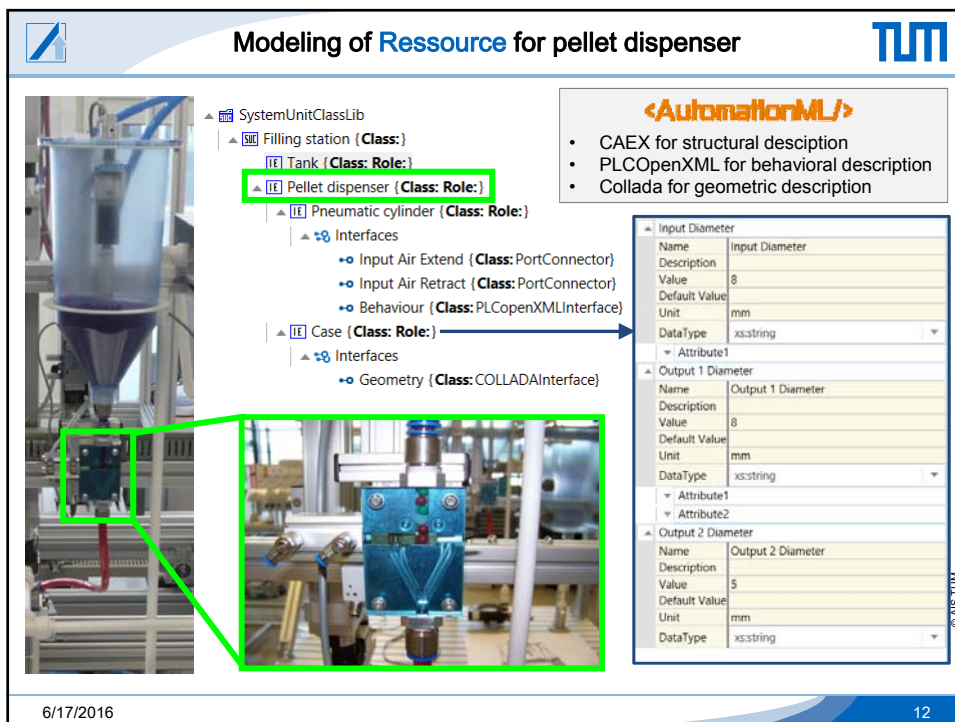 Modeling of Ressource for pellet dispenser
TUM
SystemUnitClassLib
SUC Filling station {Class:}
IE Tank {Class: Role:}
IE Pellet dispenser {Class: Role:}
IE Pneumatic cylinder {Class: Role:}
Interfaces
Input Air Extend {Class: PortConnector}
Input Air Retract {Class: PortConnector}
Behaviour {Class: PLCopenXMLInterface}
IE Case {Class: Role:}
Interfaces
Geometry {Class: COLLADAInterface}
<AutomationML/>
• CAEX for structural desciption
• PLCOpenXML for behavioral description
• Collada for geometric description
Input Diameter
Name Input Diameter
Description
Value 8
Default Value
Unit mm
DataType xs:string
Attribute1
Output 1 Diameter
Name Output 1 Diameter
Description
Value 8
Default Value
Unit mm
DataType xs:string
Attribute1
Attribute2
Output 2 Diameter
Name Output 2 Diameter
Description
Value 5
Default Value
Unit mm
DataType xs:string
© AIS TUM
6/17/2016
12